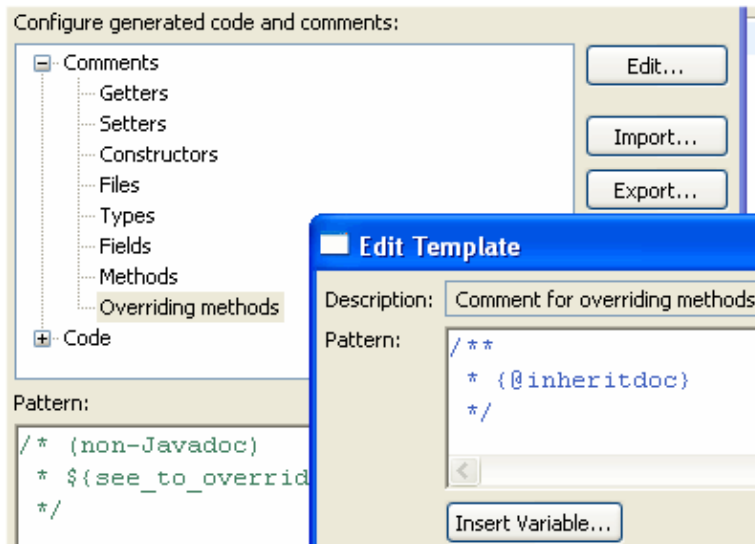 Configure generated code and comments:
Comments
Getters
Setters
Constructors
Files
Types
Fields
Methods
Overriding methods
Code
Edit...
Import...
Export...
Edit Template
Description: Comment for overriding methods
Pattern:
/**
* {@inheritdoc}
*/
Insert Variable...
Pattern:
/* (non-Javadoc)
* ${see_to_overrid
*/